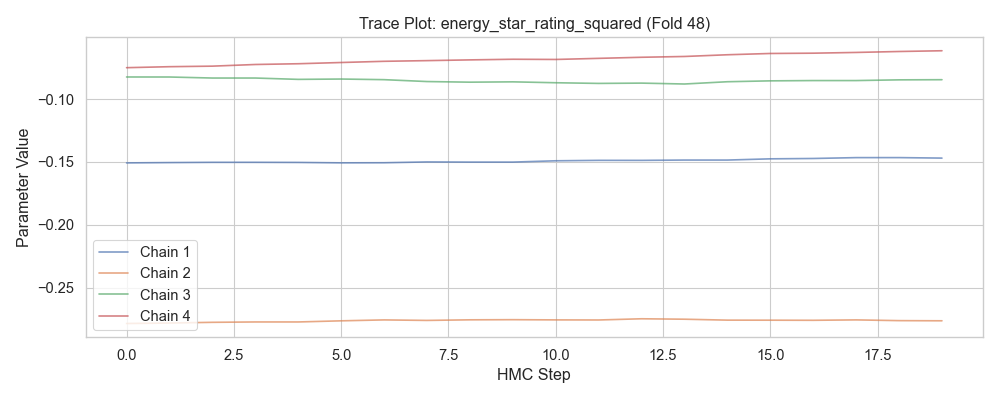 Trace Plot: energy_star_rating_squared (Fold 48)
Parameter Value
−0.10
−0.15
−0.20
−0.25
Chain 1
Chain 2
Chain 3
Chain 4
0.0 2.5 5.0 7.5 10.0 12.5 15.0 17.5
HMC Step